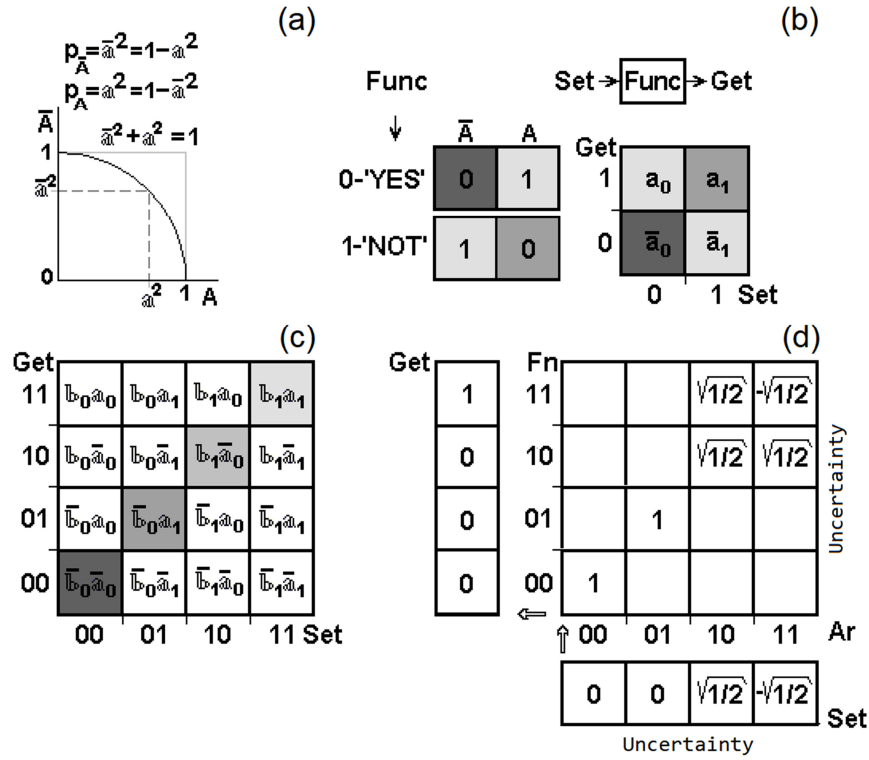 (a)
p_Ā=𝕒̄²=1−𝕒²
p_A=𝕒²=1−𝕒̄²
Ā
𝕒̄²+𝕒²=1
1
𝕒̄²
0
𝕒²
1
A
(b)
Func
Set→Func→Get
Ā A
0-'YES' 0 1
1-'NOT' 1 0
Get
1 a₀ a₁
0 ā₀ ā₁
0 1 Set
(c)
Get
11 𝕓₀𝕒₀ 𝕓₀𝕒₁ 𝕓₁𝕒₀ 𝕓₁𝕒₁
10 𝕓₀𝕒̄₀ 𝕓₀𝕒̄₁ 𝕓₁𝕒̄₀ 𝕓₁𝕒̄₁
01 𝕓̄₀𝕒₀ 𝕓̄₀𝕒₁ 𝕓̄₁𝕒₀ 𝕓̄₁𝕒₁
00 𝕓̄₀𝕒̄₀ 𝕓̄₀𝕒̄₁ 𝕓̄₁𝕒̄₀ 𝕓̄₁𝕒̄₁
00 01 10 11 Set
(d)
Get Fn
1 11 √1/2 -√1/2
0 10 √1/2 √1/2
0 01 1
0 00 1
Uncertainty
⇐ ⇑ 00 01 10 11 Ar
0 0 √1/2 -√1/2 Set
Uncertainty